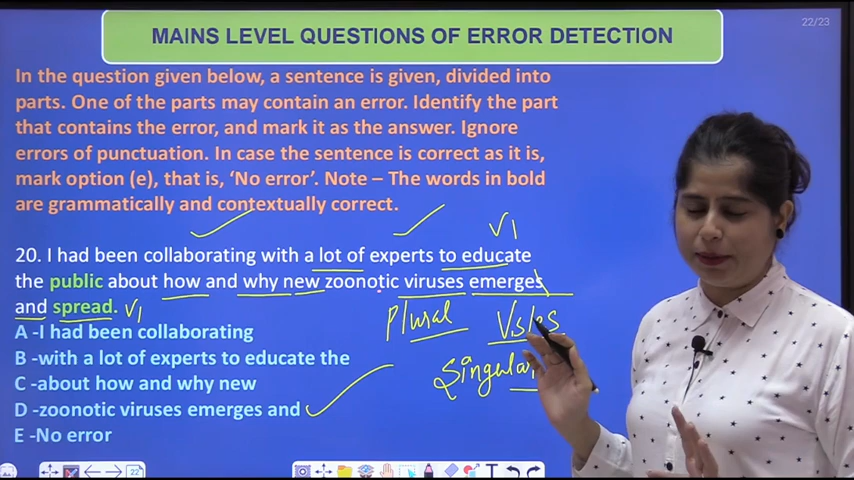 22/23
MAINS LEVEL QUESTIONS OF ERROR DETECTION
In the question given below, a sentence is given, divided into
parts. One of the parts may contain an error. Identify the part
that contains the error, and mark it as the answer. Ignore
errors of punctuation. In case the sentence is correct as it is,
mark option (e), that is, ‘No error’. Note – The words in bold
are grammatically and contextually correct.
V1
20. I had been collaborating with a lot of experts to educate
the public about how and why new zoonotic viruses emerges
and spread. V1
Plural Vs/es
A -I had been collaborating
B -with a lot of experts to educate the
Singular
C -about how and why new
D -zoonotic viruses emerges and
E -No error
22
T